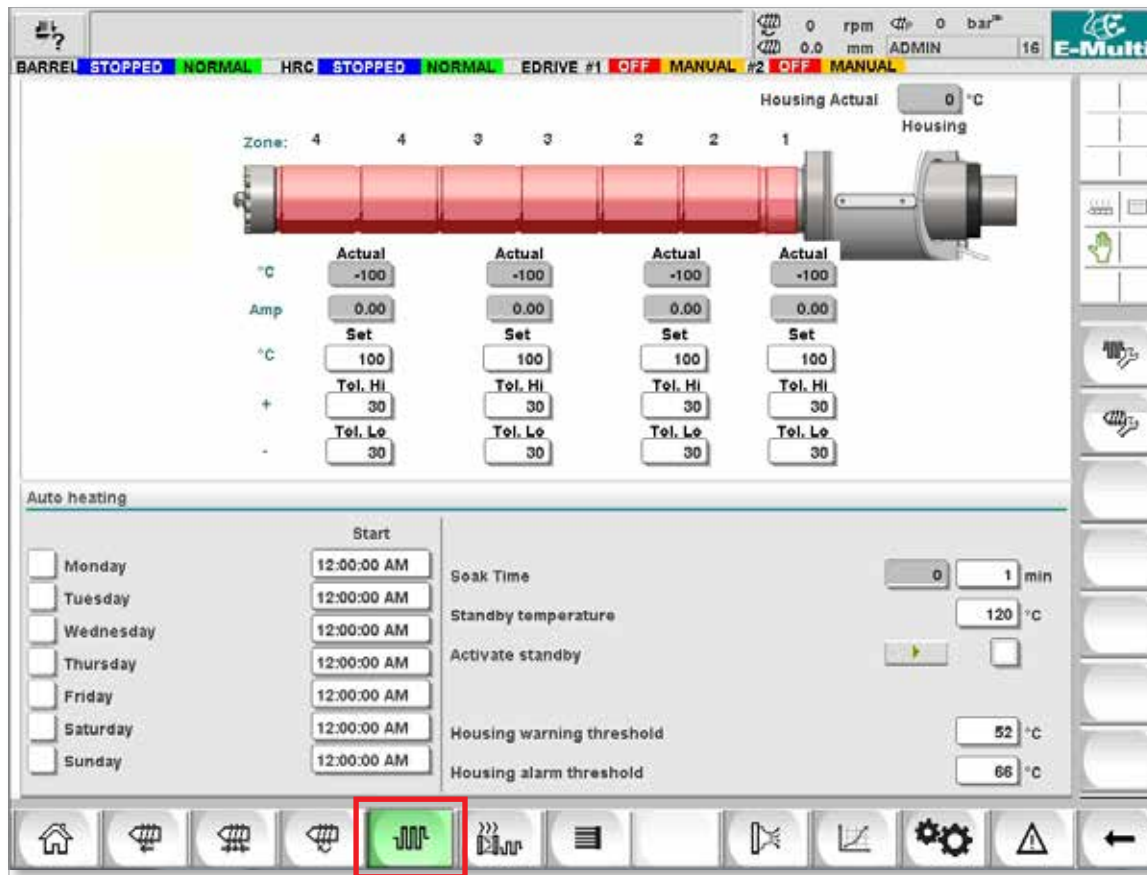 0 rpm 0 bar
0.0 mm ADMIN 16 E-Multi
BARREL STOPPED NORMAL HRC STOPPED NORMAL EDRIVE #1 OFF MANUAL #2 OFF MANUAL
Housing Actual 0 °C
Housing
Zone: 4 4 3 3 2 2 1
Actual Actual Actual Actual
°C -100 -100 -100 -100
Amp 0.00 0.00 0.00 0.00
Set Set Set Set
°C 100 100 100 100
Tol. Hi Tol. Hi Tol. Hi Tol. Hi
+ 30 30 30 30
Tol. Lo Tol. Lo Tol. Lo Tol. Lo
- 30 30 30 30
Auto heating
Start
Monday 12:00:00 AM
Tuesday 12:00:00 AM
Wednesday 12:00:00 AM
Thursday 12:00:00 AM
Friday 12:00:00 AM
Saturday 12:00:00 AM
Sunday 12:00:00 AM
Soak Time 0 1 min
Standby temperature 120 °C
Activate standby
Housing warning threshold 52 °C
Housing alarm threshold 66 °C